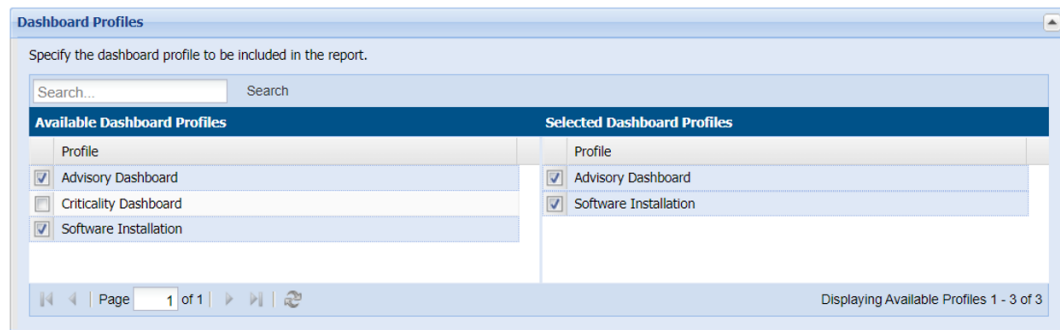 Dashboard Profiles
Specify the dashboard profile to be included in the report.
Search... Search
Available Dashboard Profiles Selected Dashboard Profiles
Profile Profile
Advisory Dashboard Advisory Dashboard
Criticality Dashboard Software Installation
Software Installation
Page 1 of 1 Displaying Available Profiles 1 - 3 of 3